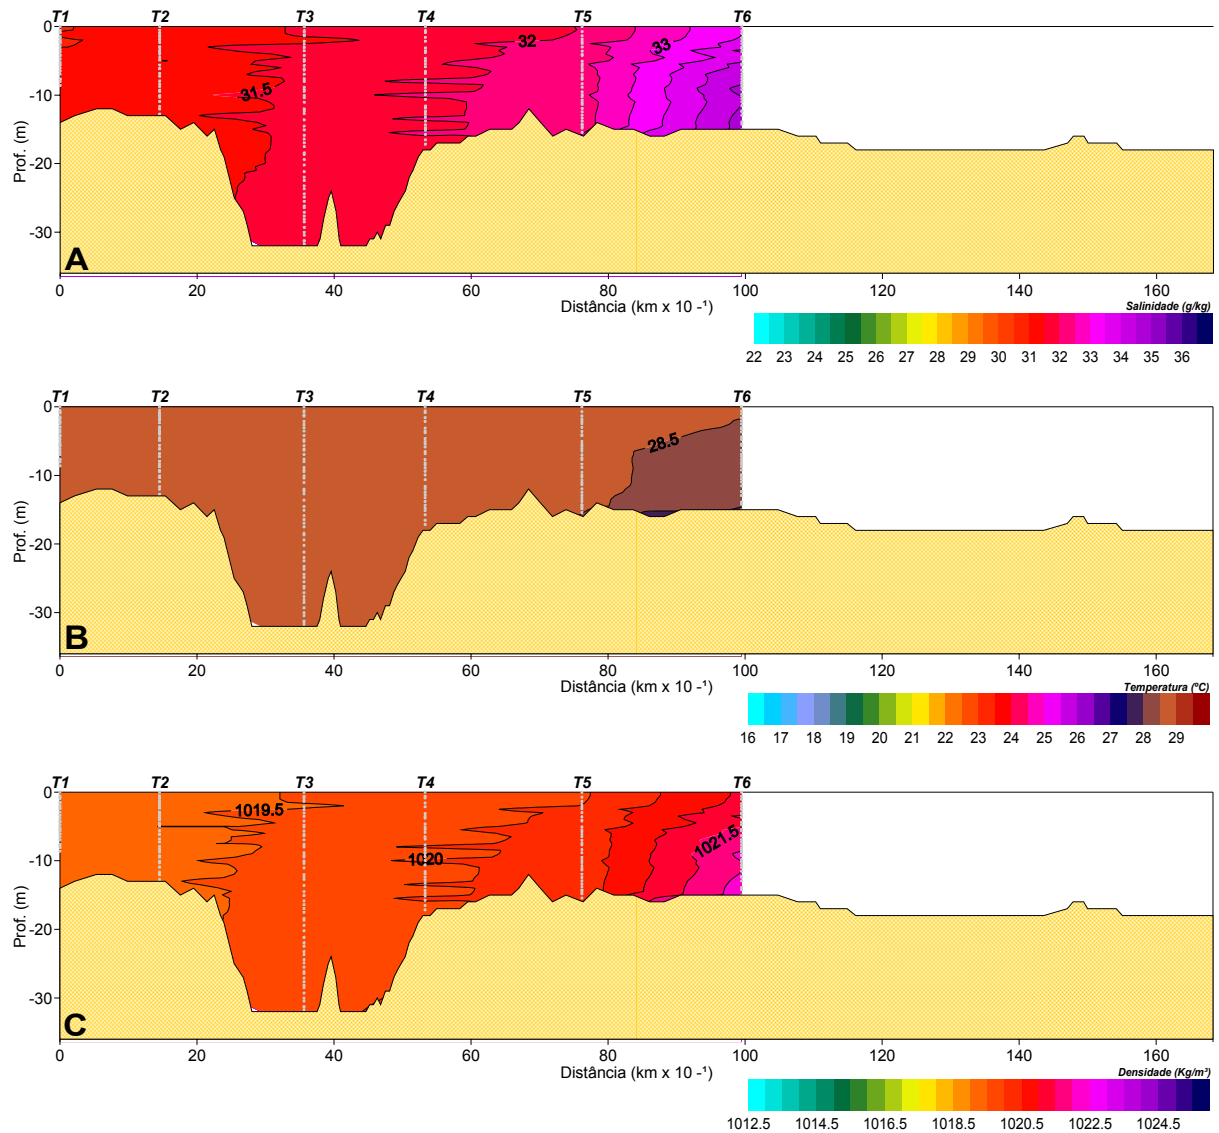 T1 T2 T3 T4 T5 T6
0
-10
-20
-30
Prof. (m)
31.5
32
33
A
0 20 40 60 80 100 120 140 160
Distância (km x 10 -¹)
Salinidade (g/kg)
22 23 24 25 26 27 28 29 30 31 32 33 34 35 36
T1 T2 T3 T4 T5 T6
0
-10
-20
-30
Prof. (m)
28.5
B
0 20 40 60 80 100 120 140 160
Distância (km x 10 -¹)
Temperatura (ºC)
16 17 18 19 20 21 22 23 24 25 26 27 28 29
T1 T2 T3 T4 T5 T6
0
-10
-20
-30
Prof. (m)
1019.5
1020
1021.5
C
0 20 40 60 80 100 120 140 160
Distância (km x 10 -¹)
Densidade (Kg/m³)
1012.5 1014.5 1016.5 1018.5 1020.5 1022.5 1024.5